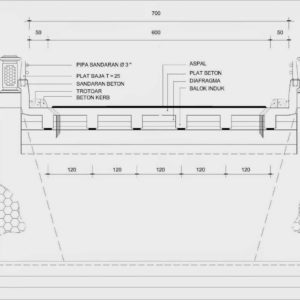 700
50 600 50
PIPA SANDARAN Ø 3"
PLAT BAJA T = 25
SANDARAN BETON
TROTOAR
BETON KERS
ASPAL
PLAT BETON
DIAFRAGMA
BALOK INDUK
120 120 120 120 120